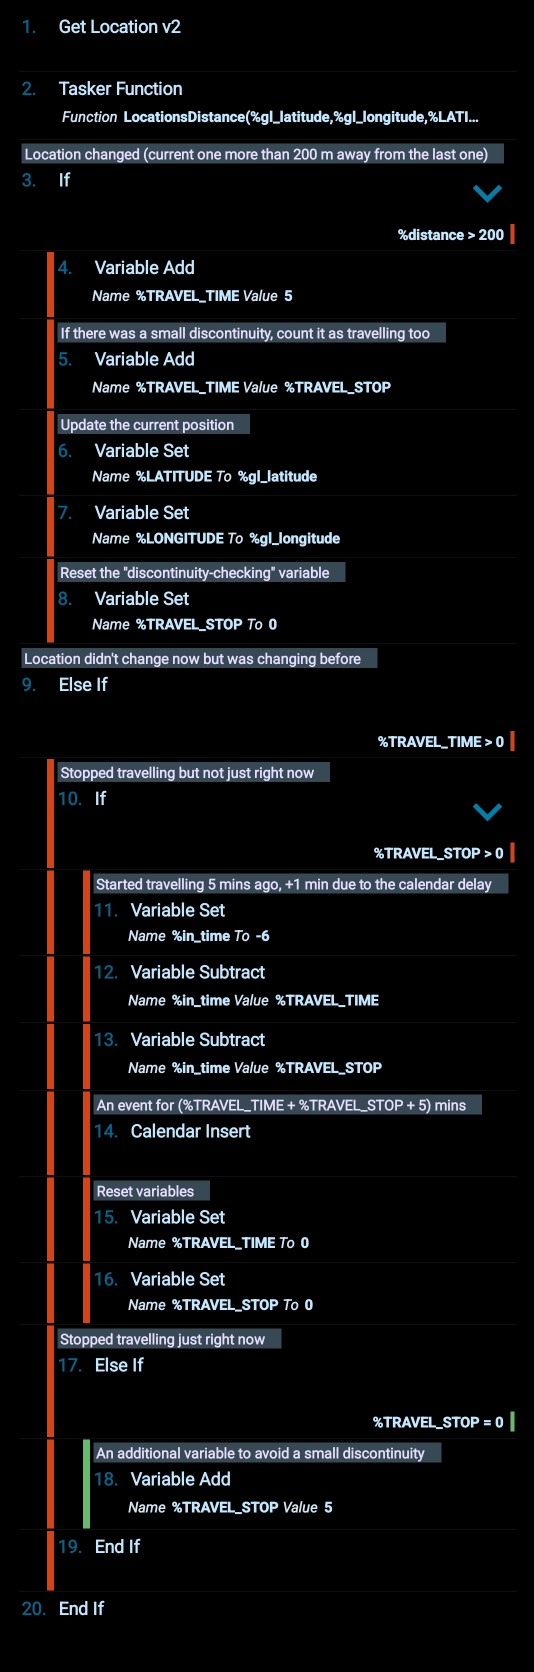 1. Get Location v2
2. Tasker Function
Function LocationsDistance(%gl_latitude,%gl_longitude,%LATI...
Location changed (current one more than 200 m away from the last one)
3. If
%distance > 200
4. Variable Add
Name %TRAVEL_TIME Value 5
If there was a small discontinuity, count it as travelling too
5. Variable Add
Name %TRAVEL_TIME Value %TRAVEL_STOP
Update the current position
6. Variable Set
Name %LATITUDE To %gl_latitude
7. Variable Set
Name %LONGITUDE To %gl_longitude
Reset the "discontinuity-checking" variable
8. Variable Set
Name %TRAVEL_STOP To 0
Location didn't change now but was changing before
9. Else If
%TRAVEL_TIME > 0
Stopped travelling but not just right now
10. If
%TRAVEL_STOP > 0
Started travelling 5 mins ago, +1 min due to the calendar delay
11. Variable Set
Name %in_time To -6
12. Variable Subtract
Name %in_time Value %TRAVEL_TIME
13. Variable Subtract
Name %in_time Value %TRAVEL_STOP
An event for (%TRAVEL_TIME + %TRAVEL_STOP + 5) mins
14. Calendar Insert
Reset variables
15. Variable Set
Name %TRAVEL_TIME To 0
16. Variable Set
Name %TRAVEL_STOP To 0
Stopped travelling just right now
17. Else If
%TRAVEL_STOP = 0
An additional variable to avoid a small discontinuity
18. Variable Add
Name %TRAVEL_STOP Value 5
19. End If
20. End If